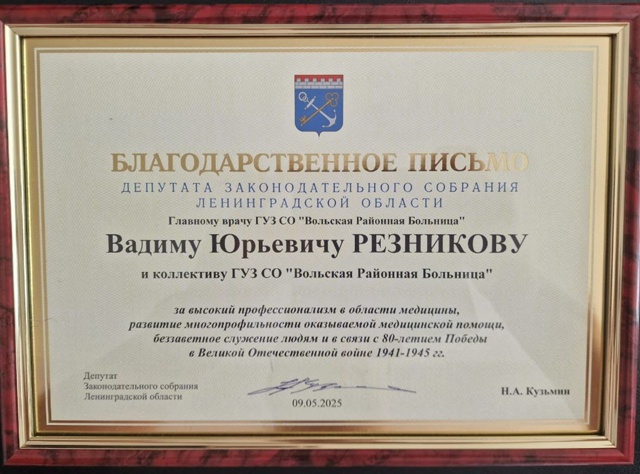 БЛАГОДАРСТВЕННОЕ ПИСЬМО
ДЕПУТАТА ЗАКОНОДАТЕЛЬНОГО СОБРАНИЯ
ЛЕНИНГРАДСКОЙ ОБЛАСТИ
Главному врачу ГУЗ СО "Вольская Районная Больница"
Вадиму Юрьевичу РЕЗНИКОВУ
и коллективу ГУЗ СО "Вольская Районная Больница"
за высокий профессионализм в области медицины,
развитие многопрофильности оказываемой медицинской помощи,
беззаветное служение людям и в связи с 80-летием Победы
в Великой Отечественной войне 1941-1945 гг.
Депутат
Законодательного собрания
Ленинградской области
09.05.2025
Н.А. Кузьмин